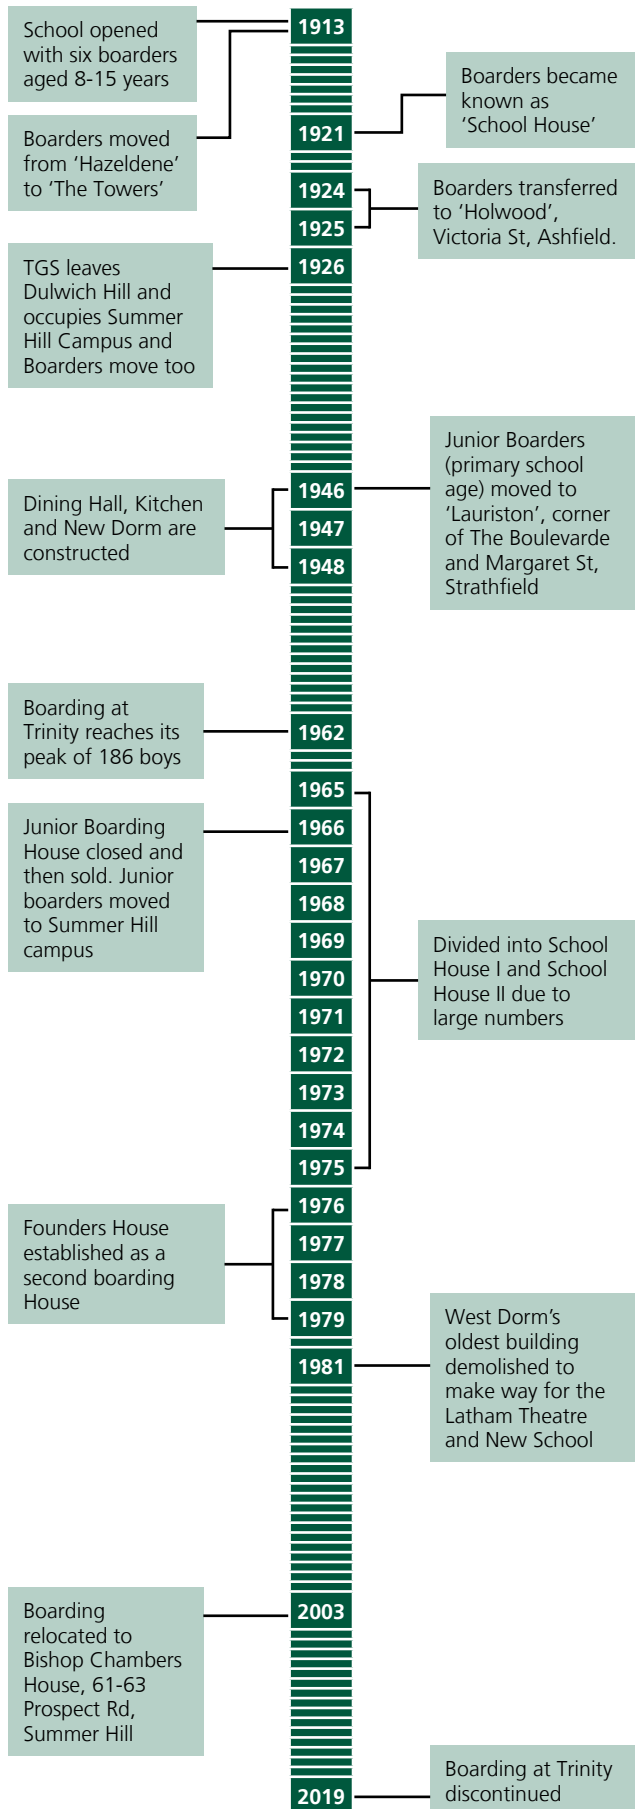 School opened
with six boarders
aged 8-15 years
1913
Boarders moved
from ‘Hazeldene’
to ‘The Towers’
Boarders became
known as
‘School House’
1921
1924
1925
Boarders transferred
to ‘Holwood’,
Victoria St, Ashfield.
TGS leaves
Dulwich Hill and
occupies Summer
Hill Campus and
Boarders move too
1926
Dining Hall, Kitchen
and New Dorm are
constructed
1946
1947
1948
Junior Boarders
(primary school
age) moved to
‘Lauriston’, corner
of The Boulevarde
and Margaret St,
Strathfield
Boarding at
Trinity reaches its
peak of 186 boys
1962
1965
Junior Boarding
House closed and
then sold. Junior
boarders moved
to Summer Hill
campus
1966
1967
1968
1969
1970
1971
1972
1973
1974
1975
Divided into School
House I and School
House II due to
large numbers
Founders House
established as a
second boarding
House
1976
1977
1978
1979
1981
West Dorm’s
oldest building
demolished to
make way for the
Latham Theatre
and New School
Boarding
relocated to
Bishop Chambers
House, 61-63
Prospect Rd,
Summer Hill
2003
2019
Boarding at Trinity
discontinued